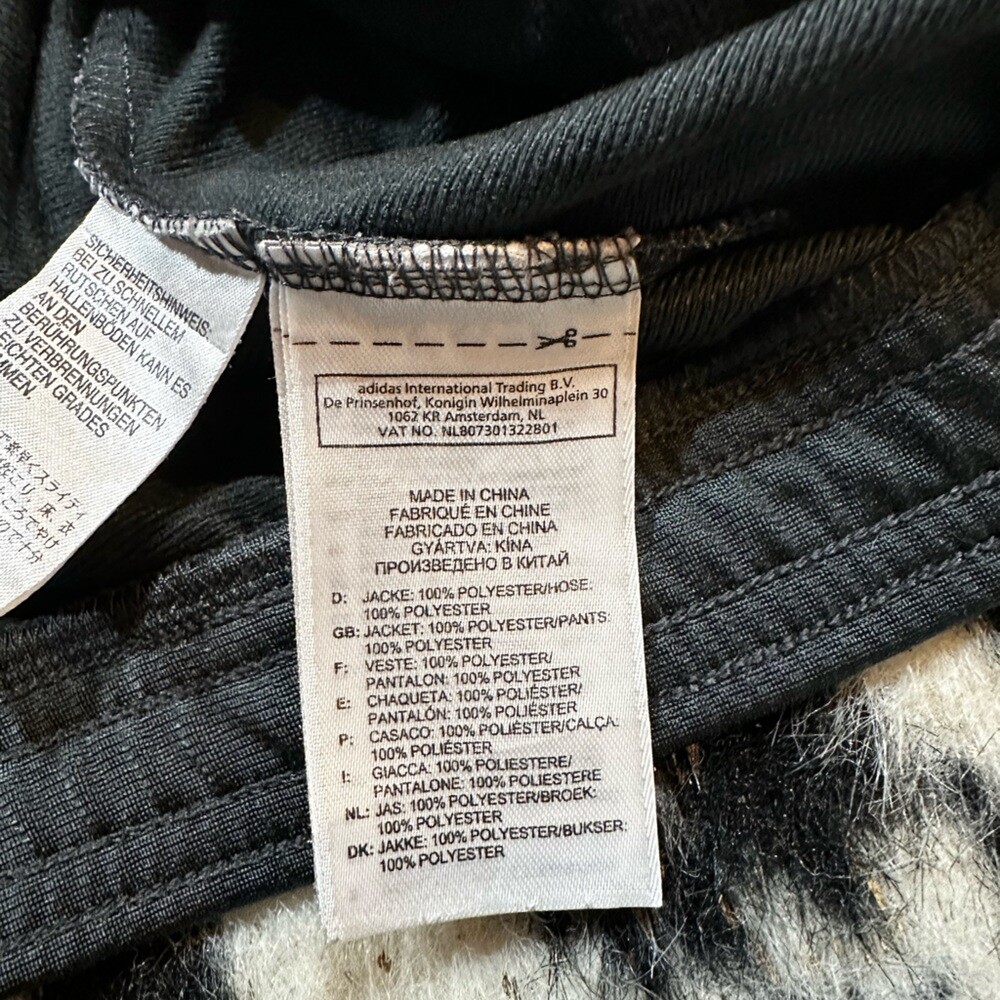 SICHERHEITSHINWEIS:
BEI ZU SCHNELLEM
RUTSCHEN AUF
HALLENBÖDEN KANN ES
AN DEN
BERÜHRUNGSPUNKTEN
ZU VERBRENNUNGEN
EICHTEN GRADES
MMEN.
adidas International Trading B.V.
De Prinsenhof, Konigin Wilhelminaplein 30
1062 KR Amsterdam, NL
VAT NO. NL807301322B01
MADE IN CHINA
FABRIQUÉ EN CHINE
FABRICADO EN CHINA
GYÁRTVA: KÍNA
ПРОИЗВЕДЕНО В КИТАЙ
D: JACKE: 100% POLYESTER/HOSE:
100% POLYESTER
GB: JACKET: 100% POLYESTER/PANTS:
100% POLYESTER
F: VESTE: 100% POLYESTER/
PANTALON: 100% POLYESTER
E: CHAQUETA: 100% POLIÉSTER/
PANTALÓN: 100% POLIÉSTER
P: CASACO: 100% POLIÉSTER/CALÇA:
100% POLIÉSTER
I: GIACCA: 100% POLIESTERE/
PANTALONE: 100% POLIESTERE
NL: JAS: 100% POLYESTER/BROEK:
100% POLYESTER
DK: JAKKE: 100% POLYESTER/BUKSER:
100% POLYESTER